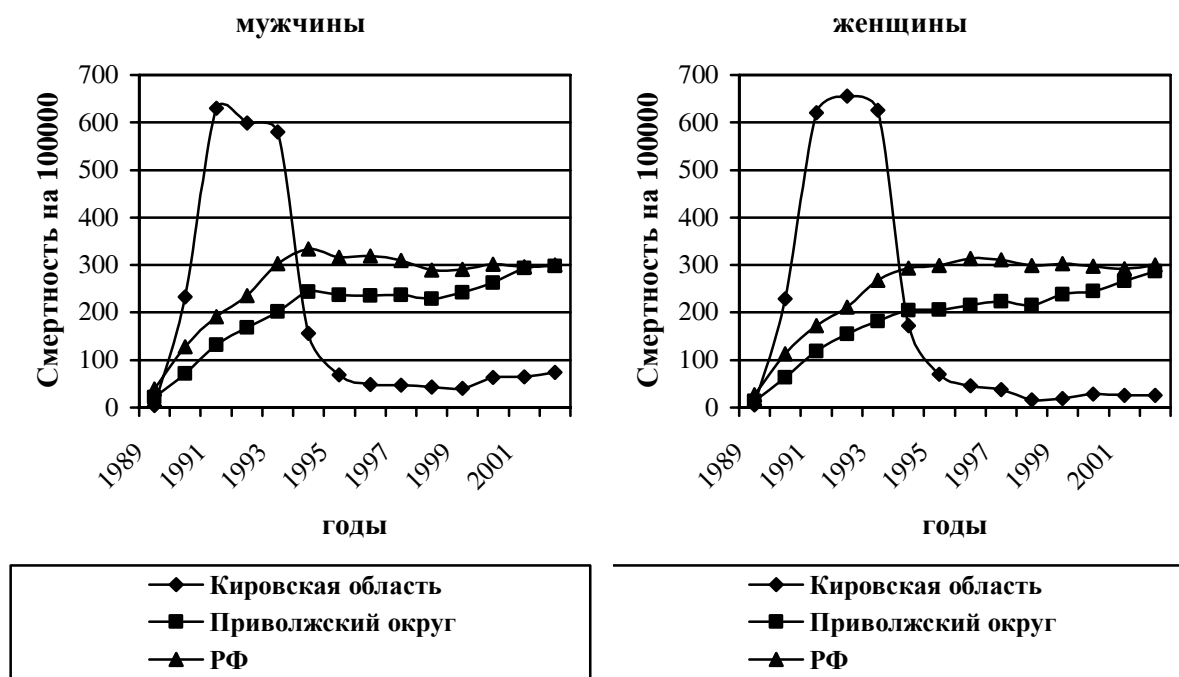 мужчины
Смертность на 100000
700
600
500
400
300
200
100
0
1989
1991
1993
1995
1997
1999
2001
годы
Кировская область
Приволжский округ
РФ
женщины
Смертность на 100000
700
600
500
400
300
200
100
0
1989
1991
1993
1995
1997
1999
2001
годы
Кировская область
Приволжский округ
РФ